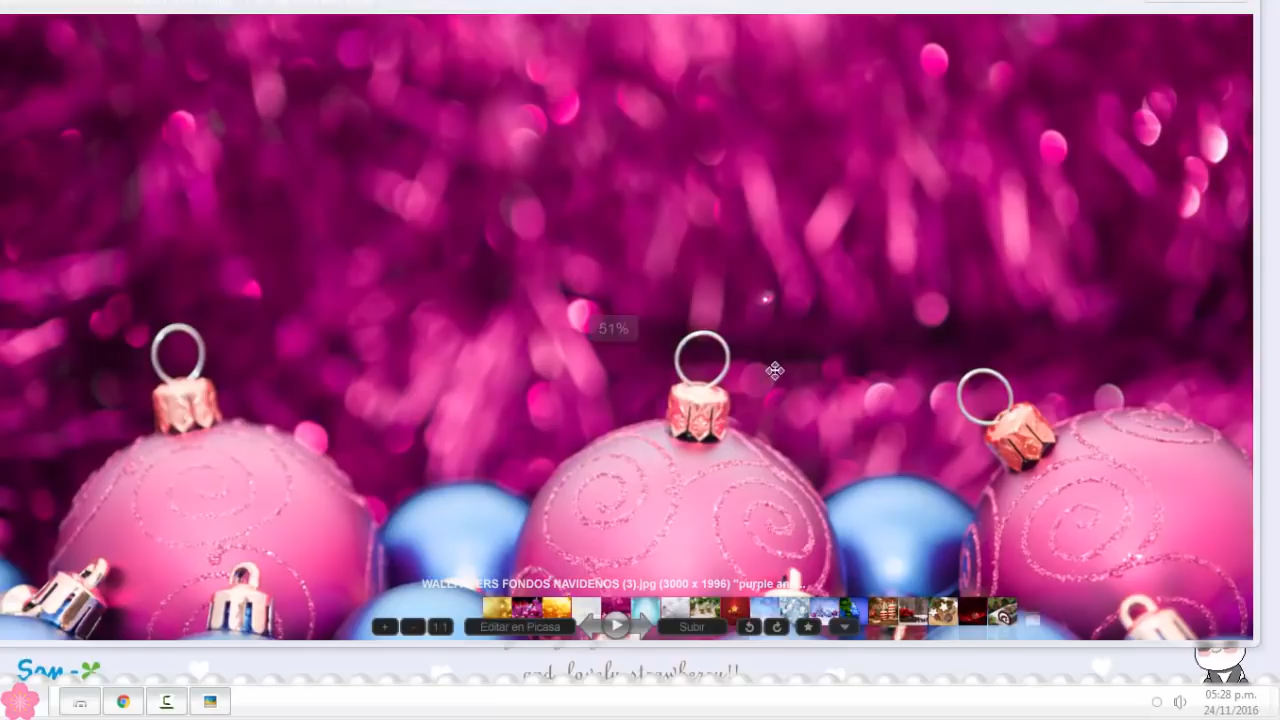 51%
WALLPAPERS FONDOS NAVIDEÑOS (3).jpg (3000 x 1996) "purple an...
+ - 1 1 Editar en Picasa Subir
and lovely strawberry!!
05:28 p.m.
24/11/2016